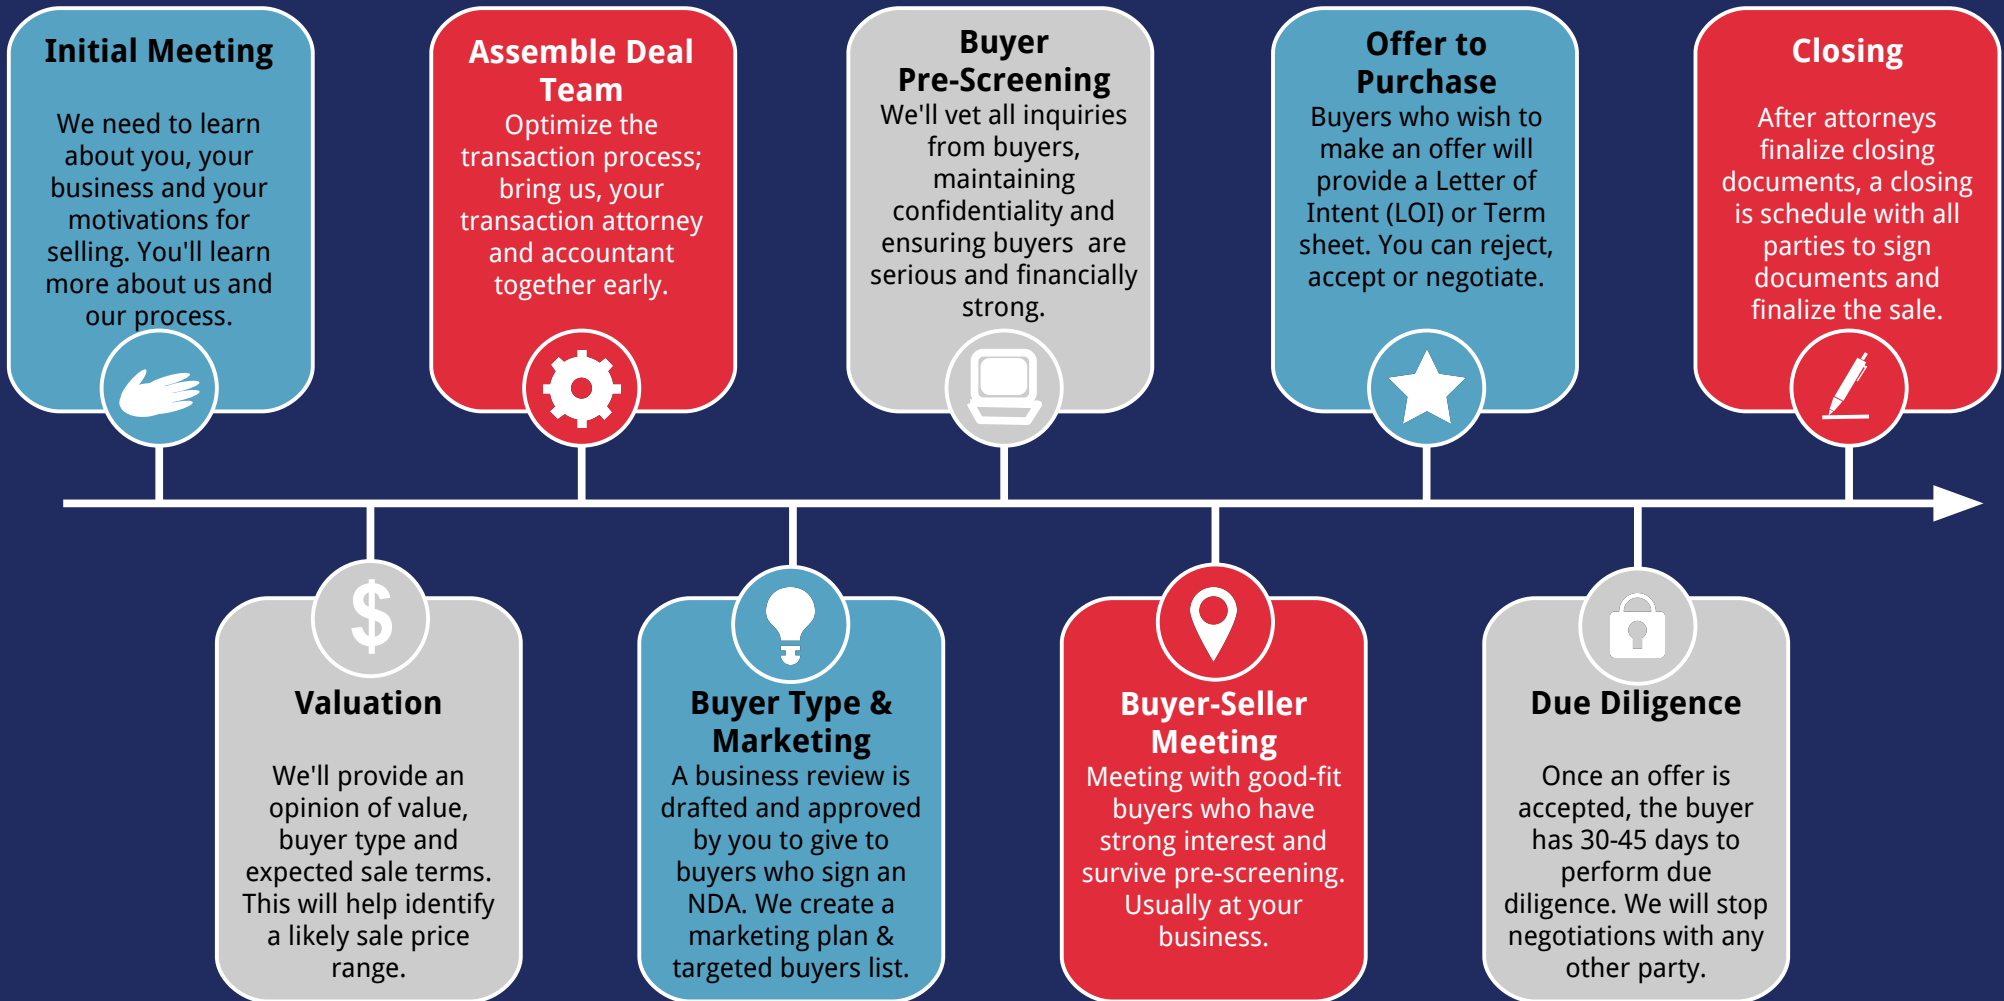 Initial Meeting
We need to learn
about you, your
business and your
motivations for
selling. You'll learn
more about us and
our process.
$
Valuation
We'll provide an
opinion of value,
buyer type and
expected sale terms.
This will help identify
a likely sale price
range.
Assemble Deal
Team
Optimize the
transaction process;
bring us, your
transaction attorney
and accountant
together early.
Buyer Type &
Marketing
A business review is
drafted and approved
by you to give to
buyers who sign an
NDA. We create a
marketing plan &
targeted buyers list.
Buyer
Pre-Screening
We'll vet all inquiries
from buyers,
maintaining
confidentiality and
ensuring buyers  are
serious and financially
strong.
Buyer-Seller
Meeting
Meeting with good-fit
buyers who have
strong interest and
survive pre-screening.
Usually at your
business.
Offer to
Purchase
Buyers who wish to
make an offer will
provide a Letter of
Intent (LOI) or Term
sheet. You can reject,
accept or negotiate.
Due Diligence
Once an offer is
accepted, the buyer
has 30-45 days to
perform due
diligence. We will stop
negotiations with any
other party.
Closing
After attorneys
finalize closing
documents, a closing
is schedule with all
parties to sign
documents and
finalize the sale.